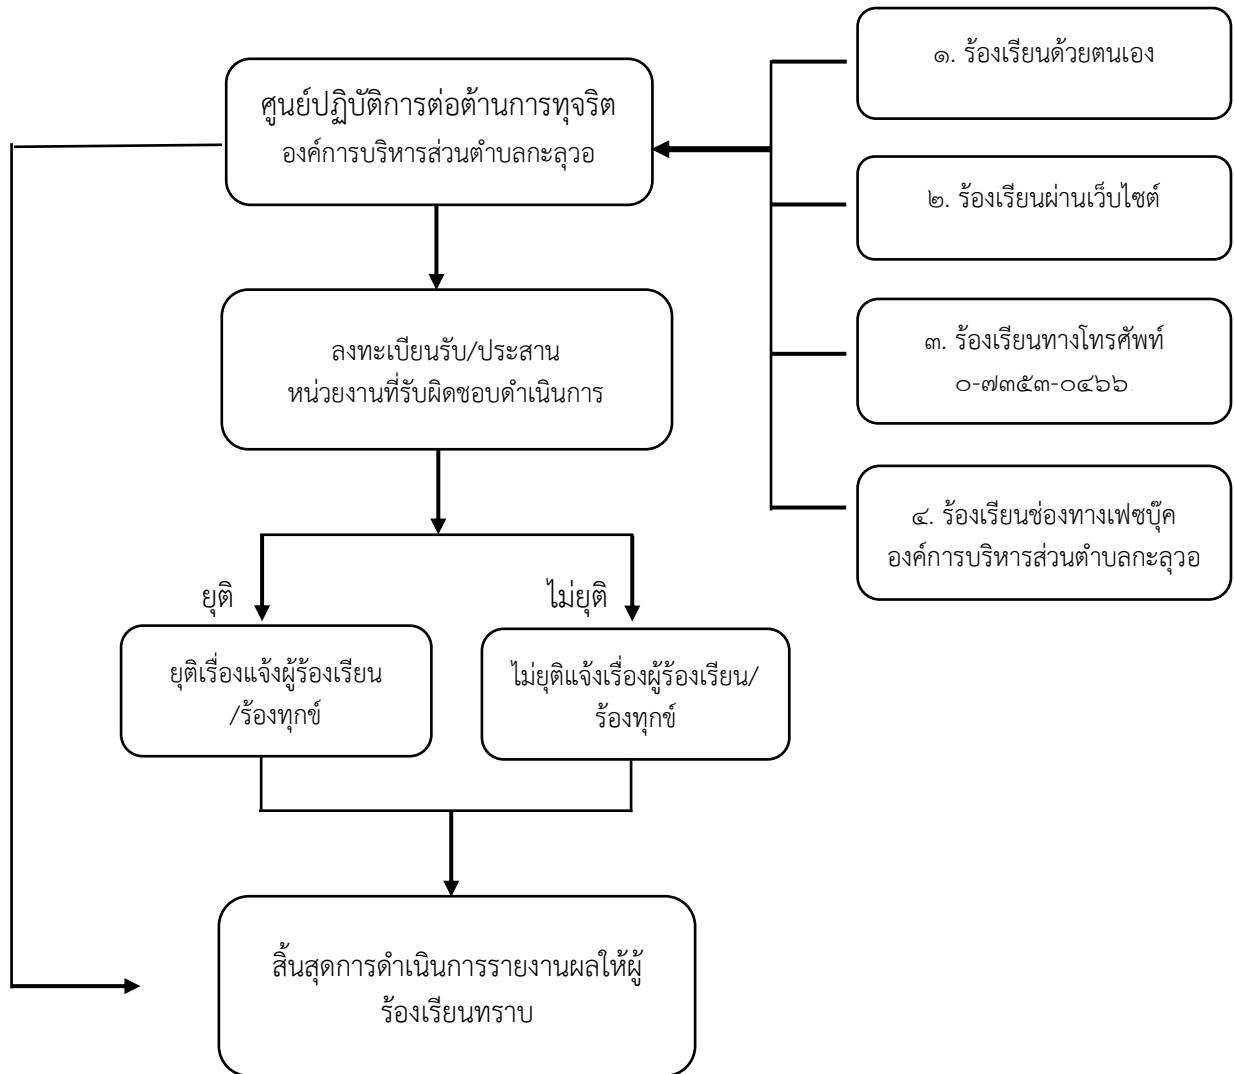 ศูนย์ปฏิบัติการต่อต้านการทุจริต
องค์การบริหารส่วนตำบลกะลุวอ
๑. ร้องเรียนด้วยตนเอง
๒. ร้องเรียนผ่านเว็บไซต์
๓. ร้องเรียนทางโทรศัพท์
๐-๗๓๕๓-๐๔๖๖
๔. ร้องเรียนช่องทางเฟซบุ๊ค
องค์การบริหารส่วนตำบลกะลุวอ
ลงทะเบียนรับ/ประสาน
หน่วยงานที่รับผิดชอบดำเนินการ
ยุติ
ไม่ยุติ
ยุติเรื่องแจ้งผู้ร้องเรียน
/ร้องทุกข์
ไม่ยุติแจ้งเรื่องผู้ร้องเรียน/
ร้องทุกข์
สิ้นสุดการดำเนินการรายงานผลให้ผู้
ร้องเรียนทราบ